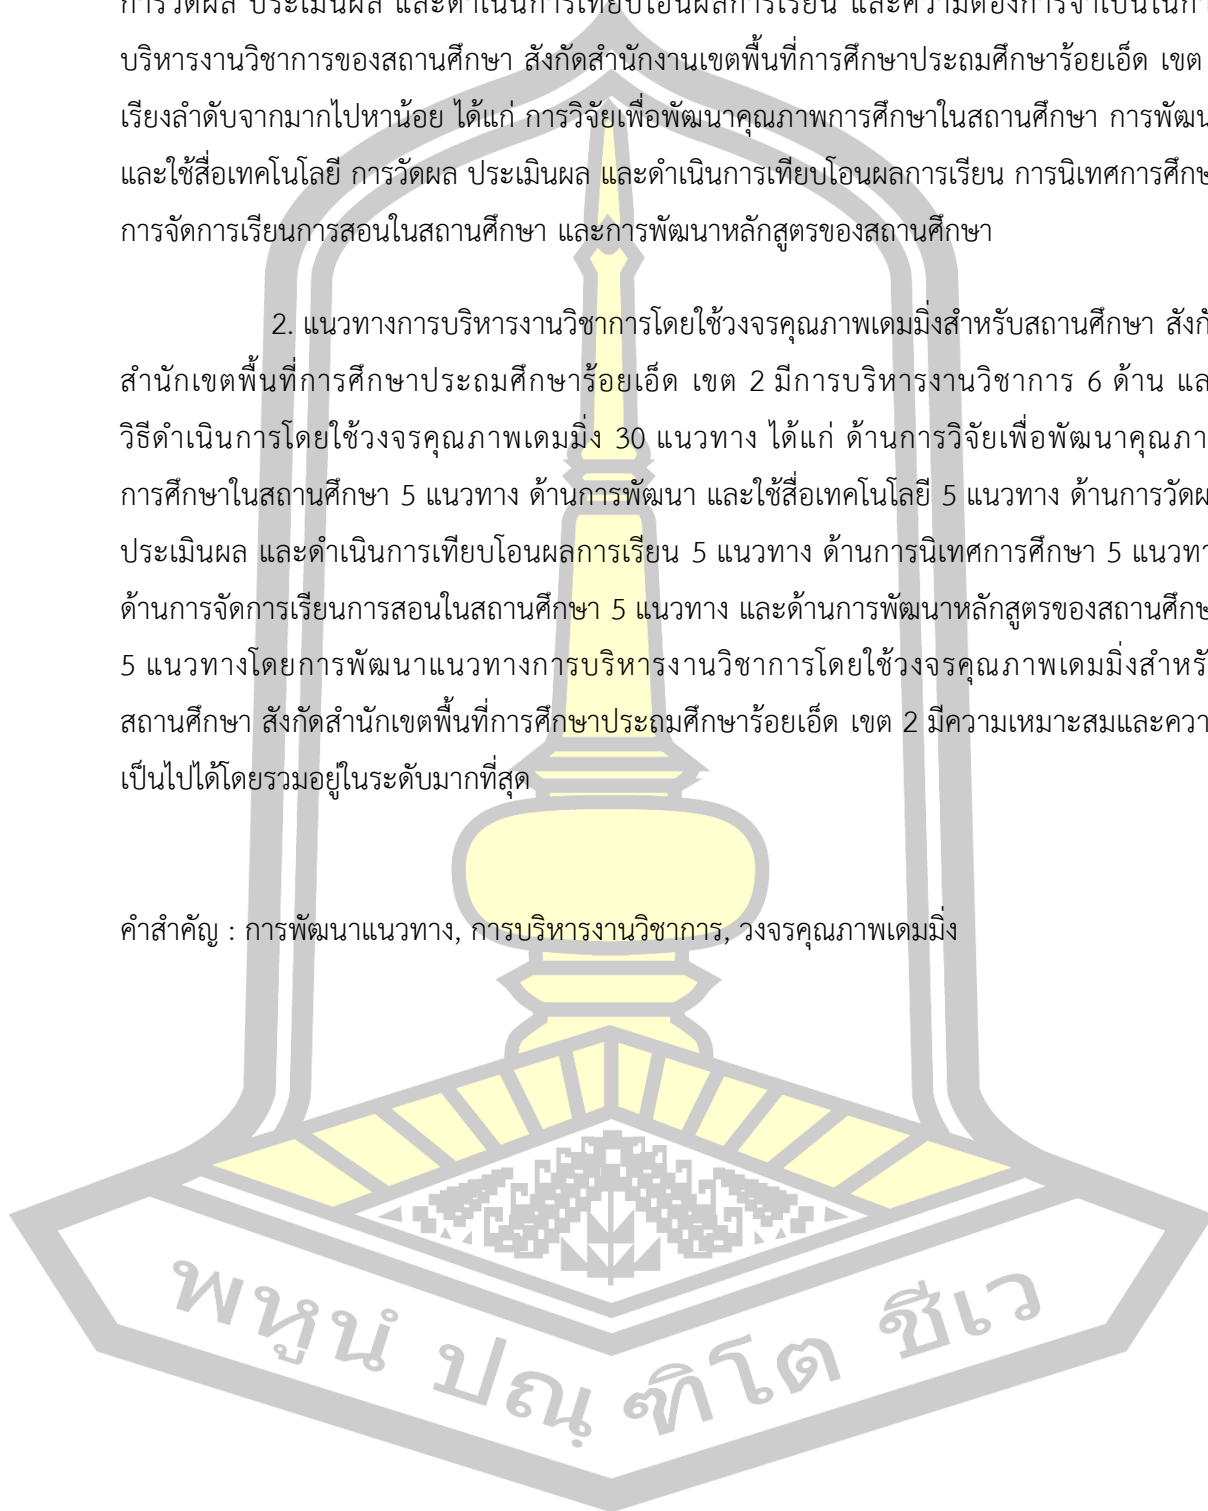 การวัดผล ประเมินผล และดำเนินการเทียบโอนผลการเรียน และความต้องการจำเป็นใน
บริหารงานวิชาการของสถานศึกษา สังกัดสำนักงานเขตพื้นที่การศึกษาประถมศึกษาร้อยเอ็ด เขต
เรียงลำดับจากมากไปหาน้อย ได้แก่ การวิจัยเพื่อพัฒนาคุณภาพการศึกษาในสถานศึกษา การพัฒน
และใช้สื่อเทคโนโลยี การวัดผล ประเมินผล และดำเนินการเทียบโอนผลการเรียน การนิเทศการศึกษ
การจัดการเรียนการสอนในสถานศึกษา และการพัฒนาหลักสูตรของสถานศึกษา
2. แนวทางการบริหารงานวิชาการโดยใช้วงจรคุณภาพเดมมิ่งสำหรับสถานศึกษา สังกั
สำนักเขตพื้นที่การศึกษาประถมศึกษาร้อยเอ็ด เขต 2 มีการบริหารงานวิชาการ 6 ด้าน แล
วิธีดำเนินการโดยใช้วงจรคุณภาพเดมมิ่ง 30 แนวทาง ได้แก่ ด้านการวิจัยเพื่อพัฒนาคุณภา
การศึกษาในสถานศึกษา 5 แนวทาง ด้านการพัฒนา และใช้สื่อเทคโนโลยี 5 แนวทาง ด้านการวัดผ
ประเมินผล และดำเนินการเทียบโอนผลการเรียน 5 แนวทาง ด้านการนิเทศการศึกษา 5 แนวทา
ด้านการจัดการเรียนการสอนในสถานศึกษา 5 แนวทาง และด้านการพัฒนาหลักสูตรของสถานศึกษ
5 แนวทางโดยการพัฒนาแนวทางการบริหารงานวิชาการโดยใช้วงจรคุณภาพเดมมิ่งสำหรั
สถานศึกษา สังกัดสำนักเขตพื้นที่การศึกษาประถมศึกษาร้อยเอ็ด เขต 2 มีความเหมาะสมและควา
เป็นไปได้โดยรวมอยู่ในระดับมากที่สุด
คำสำคัญ : การพัฒนาแนวทาง, การบริหารงานวิชาการ, วงจรคุณภาพเดมมิ่ง
พหูนํ ปณฺฑิโต ชีเว